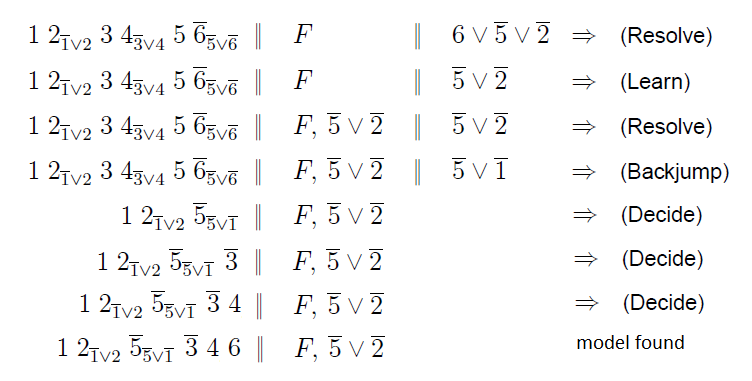 1 2_{1̅∨2} 3 4_{3̅∨4} 5 6̅_{5̅∨6̅} ‖ F ‖ 6 ∨ 5̅ ∨ 2̅ ⇒ (Resolve)
1 2_{1̅∨2} 3 4_{3̅∨4} 5 6̅_{5̅∨6̅} ‖ F ‖ 5̅ ∨ 2̅ ⇒ (Learn)
1 2_{1̅∨2} 3 4_{3̅∨4} 5 6̅_{5̅∨6̅} ‖ F, 5̅ ∨ 2̅ ‖ 5̅ ∨ 2̅ ⇒ (Resolve)
1 2_{1̅∨2} 3 4_{3̅∨4} 5 6̅_{5̅∨6̅} ‖ F, 5̅ ∨ 2̅ ‖ 5̅ ∨ 1̅ ⇒ (Backjump)
1 2_{1̅∨2} 5̅_{5̅∨1̅} ‖ F, 5̅ ∨ 2̅ ⇒ (Decide)
1 2_{1̅∨2} 5̅_{5̅∨1̅} 3̅ ‖ F, 5̅ ∨ 2̅ ⇒ (Decide)
1 2_{1̅∨2} 5̅_{5̅∨1̅} 3̅ 4 ‖ F, 5̅ ∨ 2̅ ⇒ (Decide)
1 2_{1̅∨2} 5̅_{5̅∨1̅} 3̅ 4 6 ‖ F, 5̅ ∨ 2̅ model found